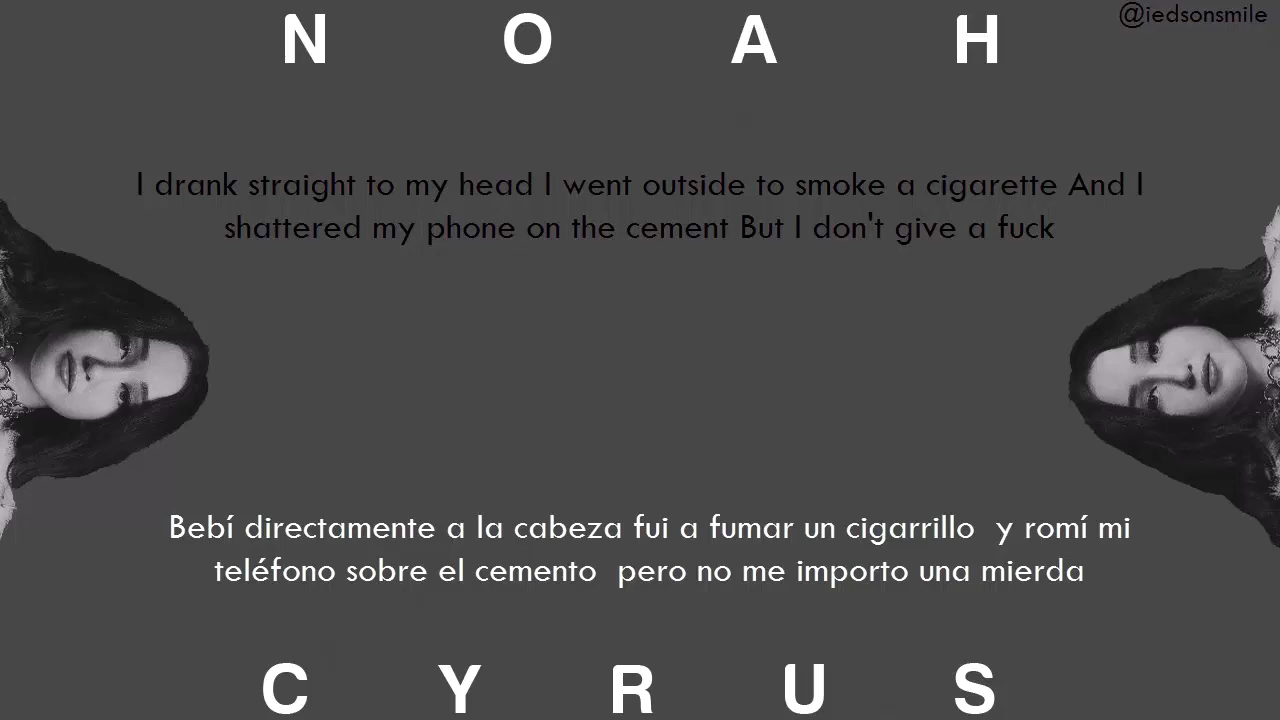 @iedsonsmile
N O A H
I drank straight to my head I went outside to smoke a cigarette And I
shattered my phone on the cement But I don't give a fuck
Bebí directamente a la cabeza fui a fumar un cigarrillo  y romí mi
teléfono sobre el cemento  pero no me importo una mierda
C Y R U S